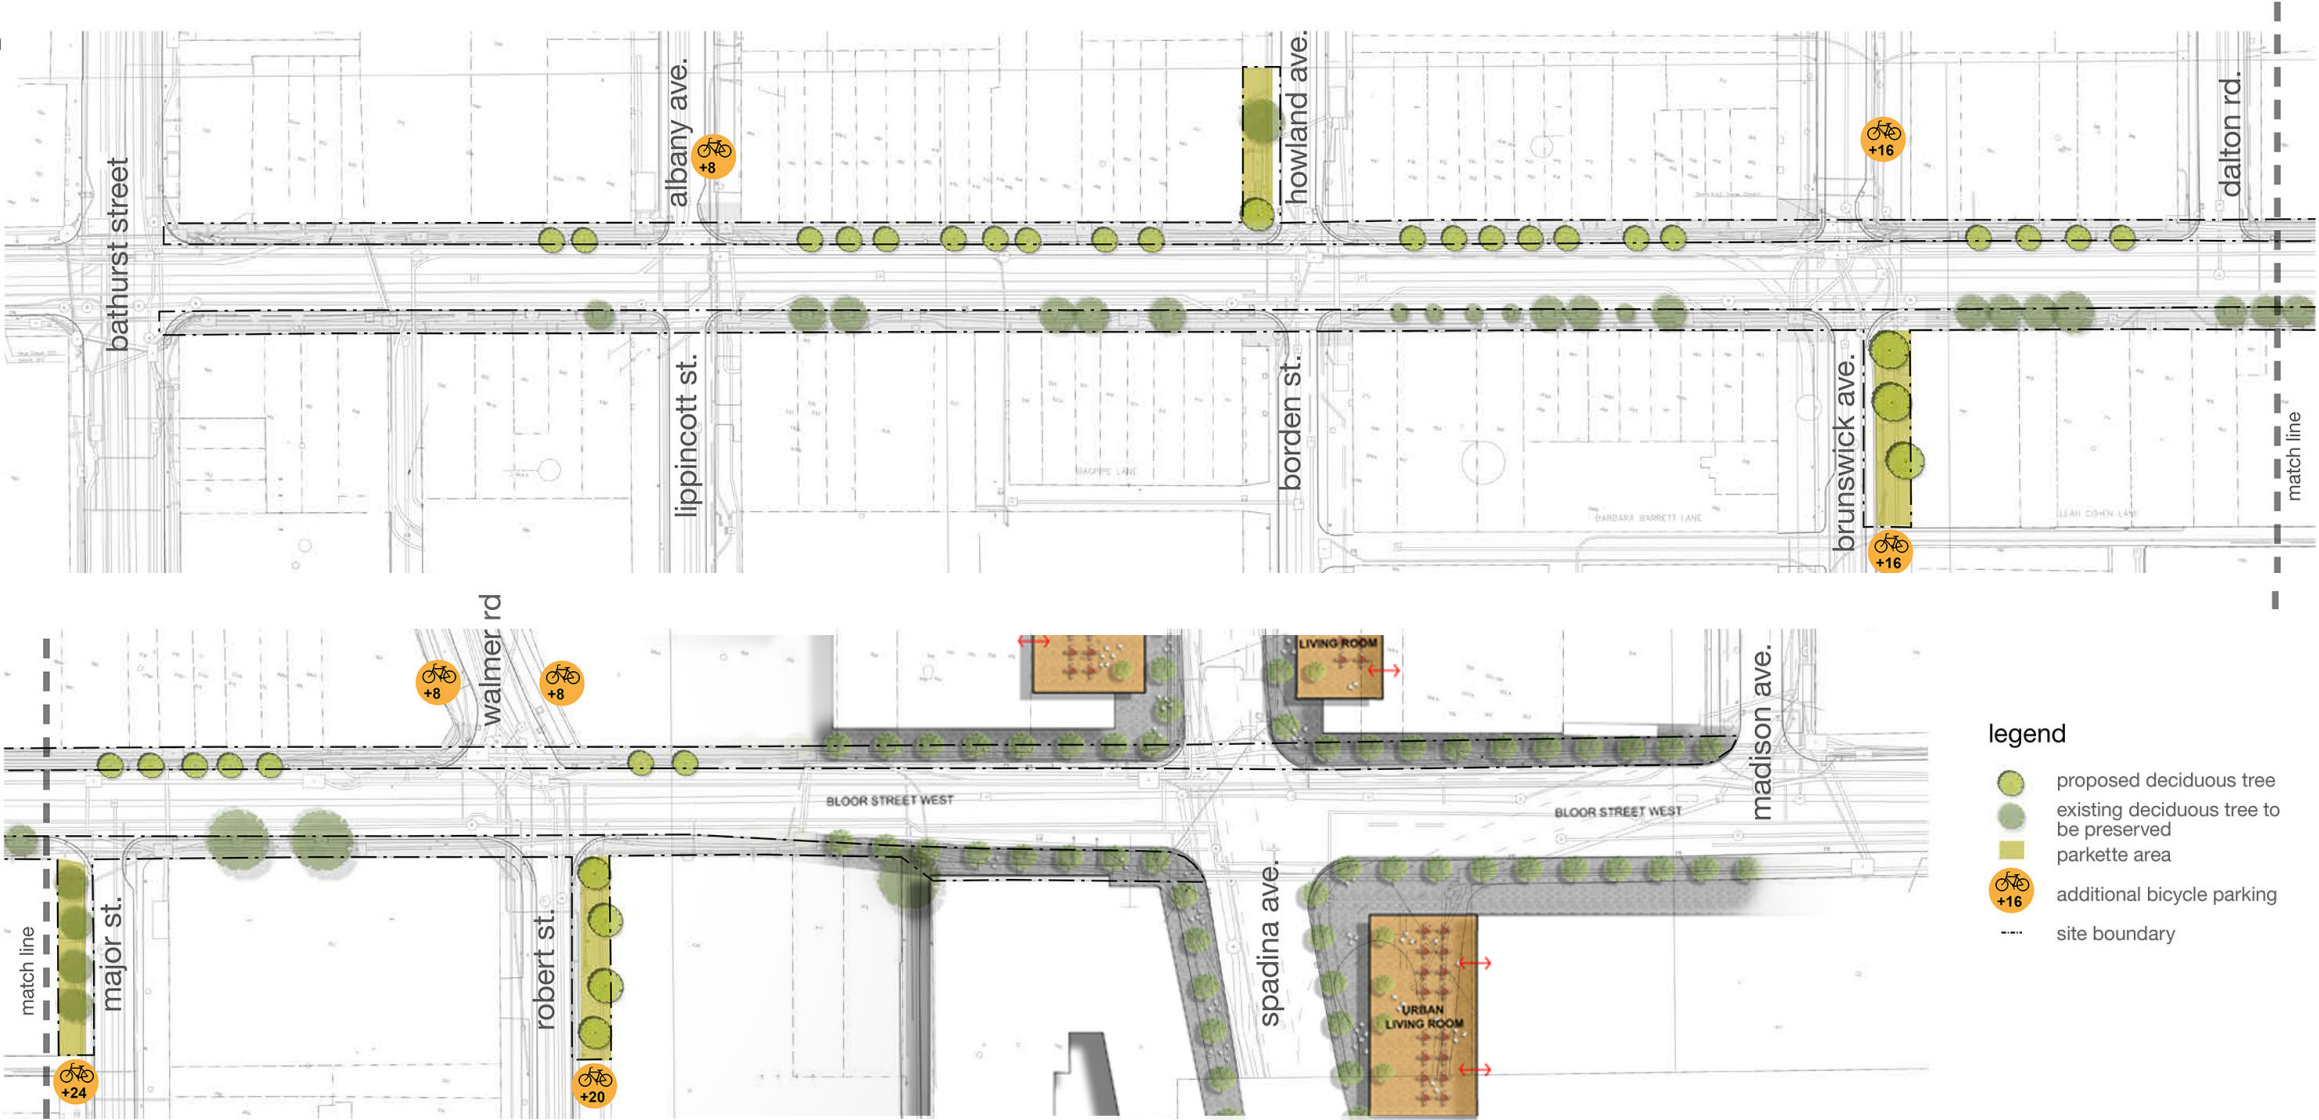 bathurst street
albany ave.
+8
howland ave.
+16
dalton rd.
lippincott st.
BAGPIPE LANE
borden st.
BARBARA BARRETT LANE
brunswick ave.
+16
LEAH COHEN LANE
match line
walmer rd
+8
+8
LIVING ROOM
madison ave.
BLOOR STREET WEST
BLOOR STREET WEST
match line
major st.
+24
robert st.
+20
spadina ave.
URBAN
LIVING ROOM
legend
proposed deciduous tree
existing deciduous tree to
be preserved
parkette area
+16
additional bicycle parking
site boundary